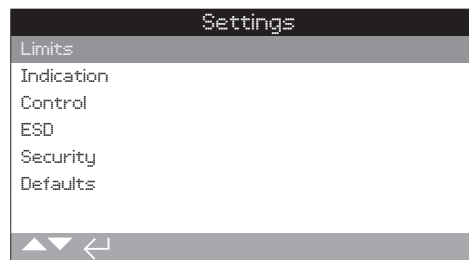 Settings
Limits
Indication
Control
ESD
Security
Defaults